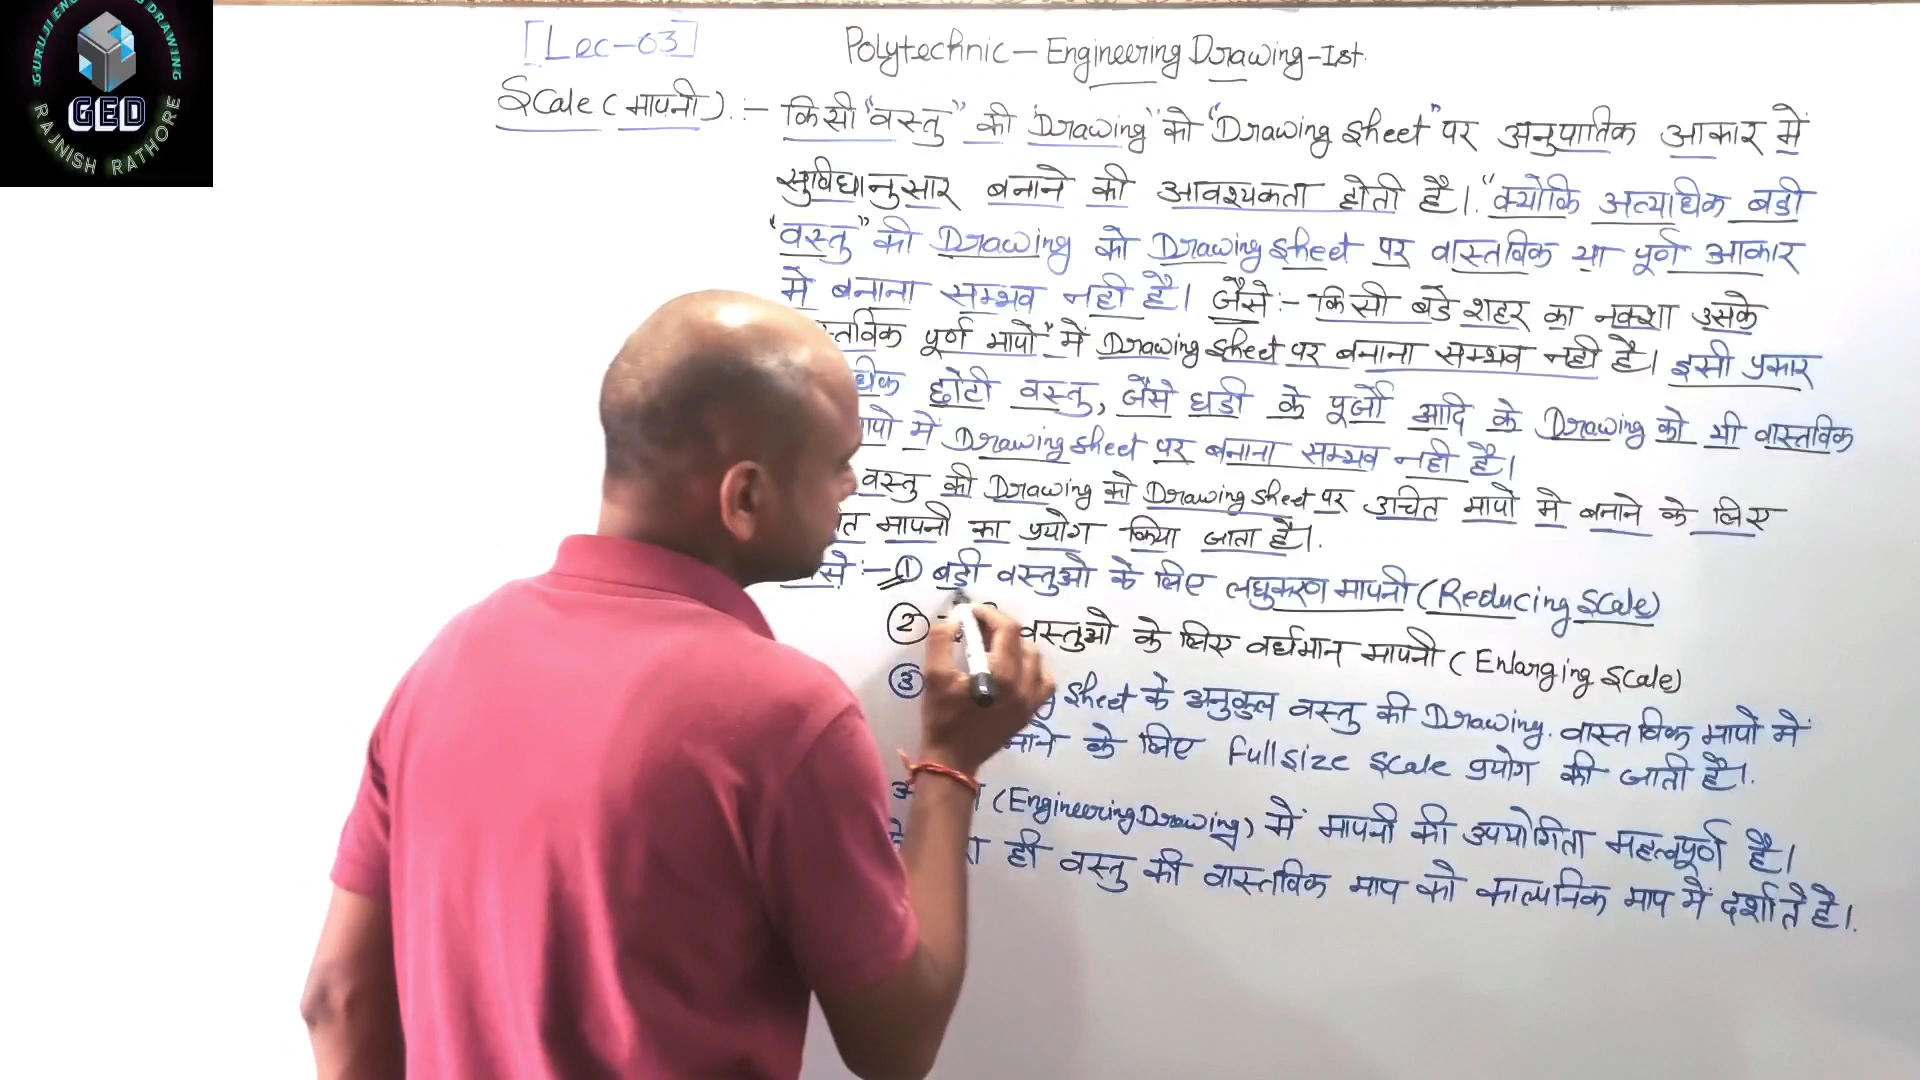 GURUJI ENG DRAWING
GED
RAJNISH RATHORE
[Lec-03]
Polytechnic - Engineering Drawing-Ist.
Scale (मापनी) :- किसी "वस्तु" की "Drawing" को "Drawing sheet" पर अनुपातिक आकार में
सुविधानुसार बनाने की आवश्यकता होती है। "क्योकि अत्याधिक बडी
"वस्तु" की Drawing को Drawing sheet पर वास्तविक या पूर्ण आकार
मे बनाना सम्भव नही है। जैसे:- किसी बडे शहर का नक्शा उसके
स्तविक पूर्ण मापो" में Drawing sheet पर बनाना सम्भव नही है। इसी प्रकार
धिक छोटी वस्तु, जैसे घडी के पूर्जो आदि के Drawing को भी वास्तविक
मापो में Drawing sheet पर बनाना सम्भव नही है।
वस्तु की Drawing को Drawing sheet पर उचित मापो मे बनाने के लिए
मापनी का प्रयोग किया जाता है।
से:- ① बडी वस्तुओ के लिए लघुकरण मापनी (Reducing Scale)
② वस्तुओ के लिए वर्धमान मापनी (Enlarging Scale)
③ sheet के अनुकुल वस्तु की Drawing. वास्तविक मापो में
के लिए Full size Scale प्रयोग की जाती है।
(Engineering Drawing) में मापनी की उपयोगिता महत्वपूर्ण है।
ही वस्तु की वास्तविक माप को काल्पनिक माप में दर्शाते है।